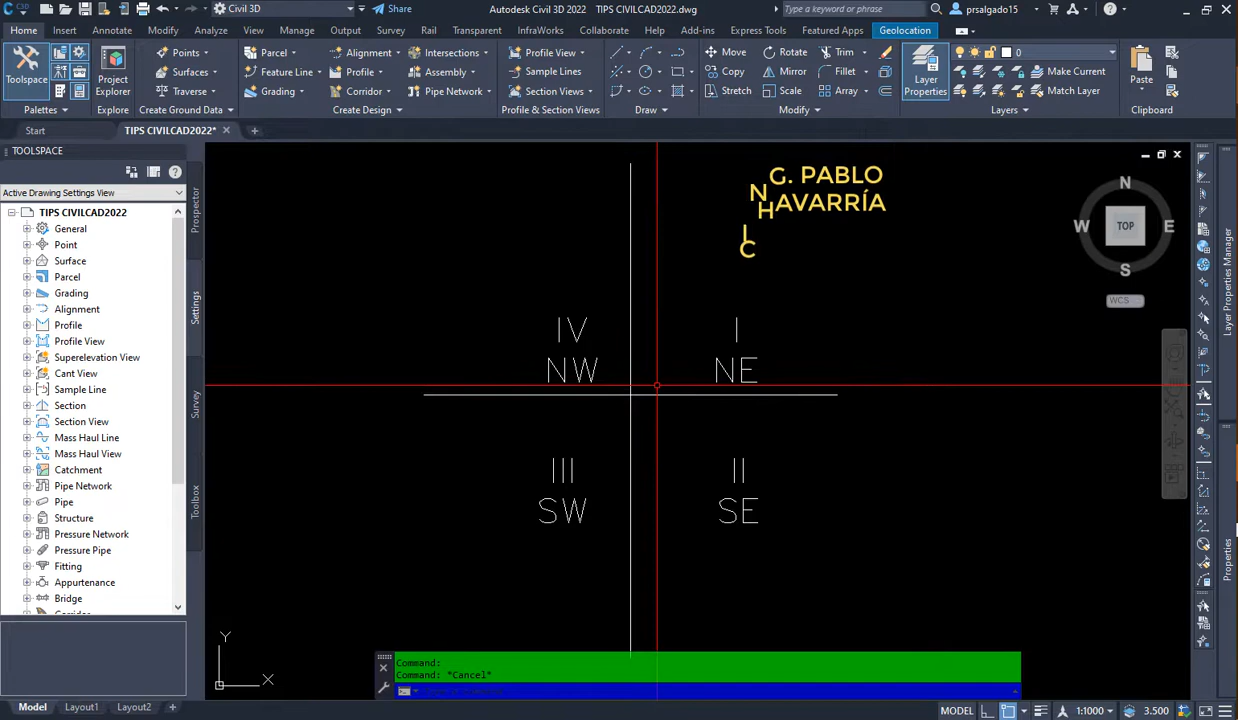 Civil 3D
Share
Autodesk Civil 3D 2022
TIPS CIVILCAD2022.dwg
Type a keyword or phrase
prsalgado15
Home
Insert
Annotate
Modify
Analyze
View
Manage
Output
Survey
Rail
Transparent
InfraWorks
Collaborate
Help
Add-ins
Express Tools
Featured Apps
Geolocation
Toolspace
Palettes
Project
Explorer
Explore
Points
Surfaces
Traverse
Create Ground Data
Parcel
Feature Line
Grading
Alignment
Profile
Corridor
Intersections
Assembly
Pipe Network
Create Design
Profile View
Sample Lines
Section Views
Profile & Section Views
Draw
Move
Copy
Stretch
Rotate
Mirror
Scale
Trim
Fillet
Array
Modify
Layer
Properties
0
Make Current
Match Layer
Layers
Paste
Clipboard
Start
TIPS CIVILCAD2022*
TOOLSPACE
Active Drawing Settings View
TIPS CIVILCAD2022
General
Point
Surface
Parcel
Grading
Alignment
Profile
Profile View
Superelevation View
Cant View
Sample Line
Section
Section View
Mass Haul Line
Mass Haul View
Catchment
Pipe Network
Pipe
Structure
Pressure Network
Pressure Pipe
Fitting
Appurtenance
Bridge
Corridor
Prospector
Settings
Survey
Toolbox
G. PABLO
N
HAVARRÍA
I
C
IV
NW
I
NE
III
SW
II
SE
N
W
TOP
E
S
WCS
Y
X
Layer Properties Manager
Properties
Command:
Command: *Cancel*
Model
Layout1
Layout2
MODEL
1:1000
3.500